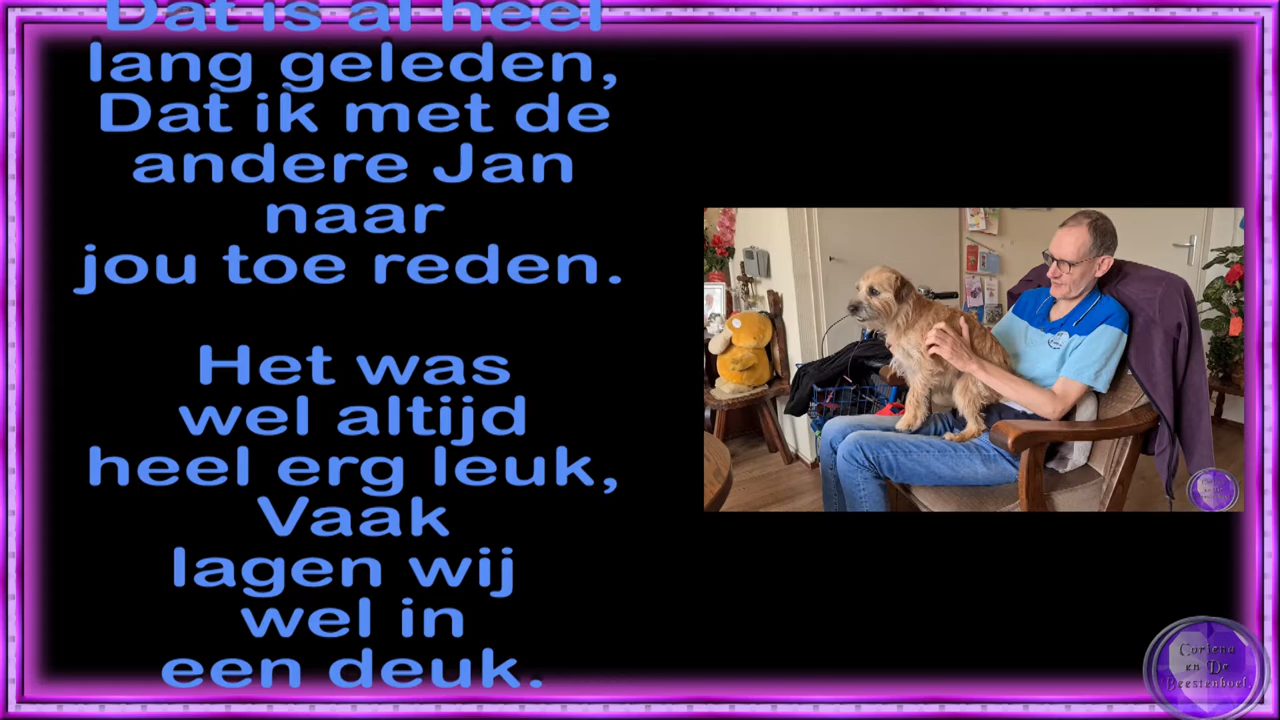 Dat is al heel
lang geleden,
Dat ik met de
andere Jan
naar
jou toe reden.
Het was
wel altijd
heel erg leuk,
Vaak
lagen wij
wel in
een deuk.
Coriena
en De
Beestenboel.